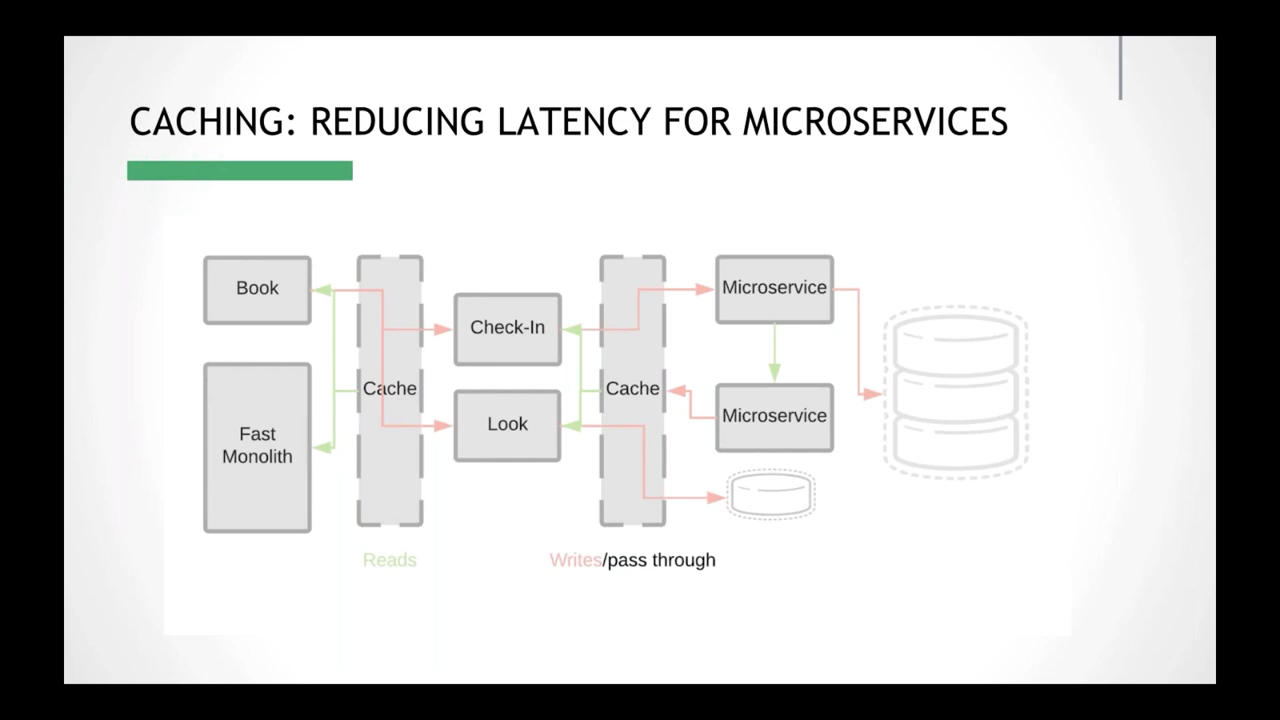 CACHING: REDUCING LATENCY FOR MICROSERVICES
Book
Fast
Monolith
Cache
Check-In
Look
Cache
Microservice
Microservice
Reads
Writes/pass through